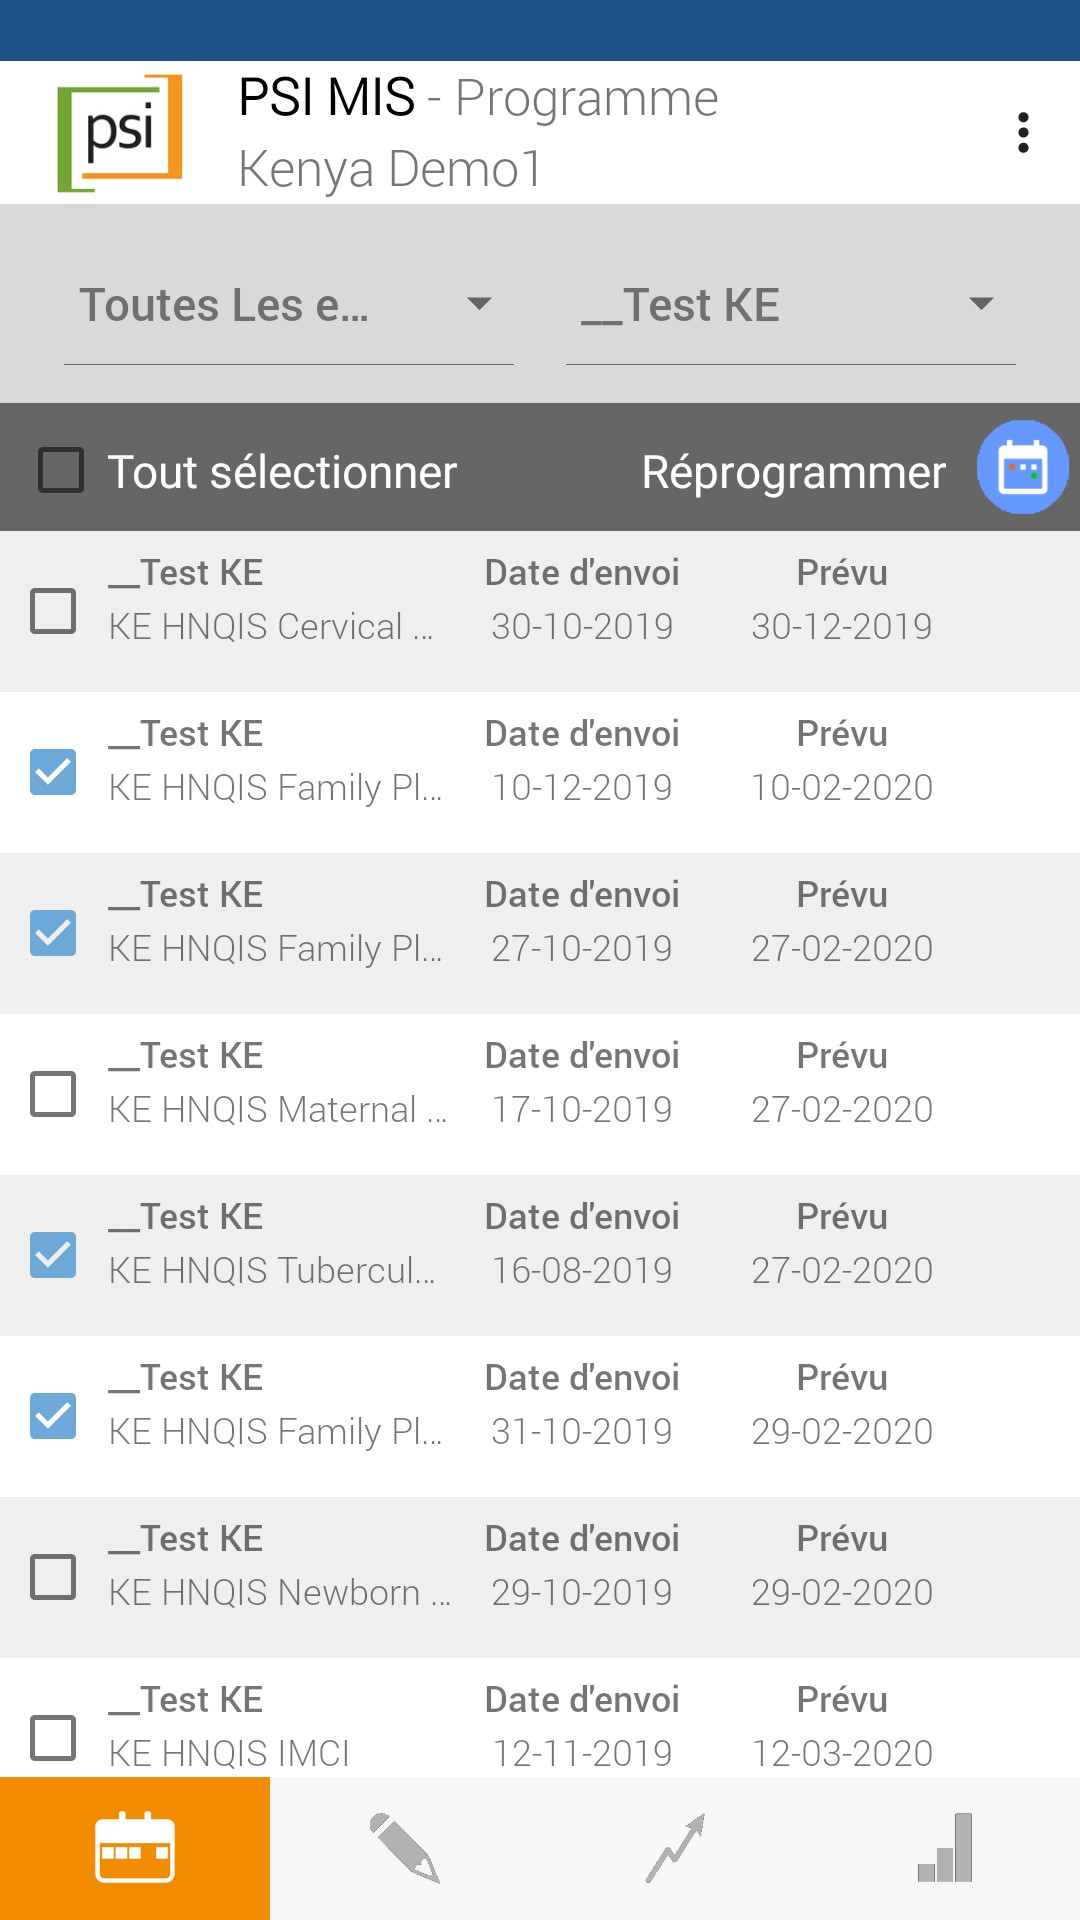 psi
PSI MIS - Programme
Kenya Demo1
Toutes Les e...
__Test KE
Tout sélectionner
Réprogrammer
__Test KE Date d'envoi Prévu
KE HNQIS Cervical ... 30-10-2019 30-12-2019
__Test KE Date d'envoi Prévu
KE HNQIS Family Pl... 10-12-2019 10-02-2020
__Test KE Date d'envoi Prévu
KE HNQIS Family Pl... 27-10-2019 27-02-2020
__Test KE Date d'envoi Prévu
KE HNQIS Maternal ... 17-10-2019 27-02-2020
__Test KE Date d'envoi Prévu
KE HNQIS Tubercul... 16-08-2019 27-02-2020
__Test KE Date d'envoi Prévu
KE HNQIS Family Pl... 31-10-2019 29-02-2020
__Test KE Date d'envoi Prévu
KE HNQIS Newborn ... 29-10-2019 29-02-2020
__Test KE Date d'envoi Prévu
KE HNQIS IMCI 12-11-2019 12-03-2020